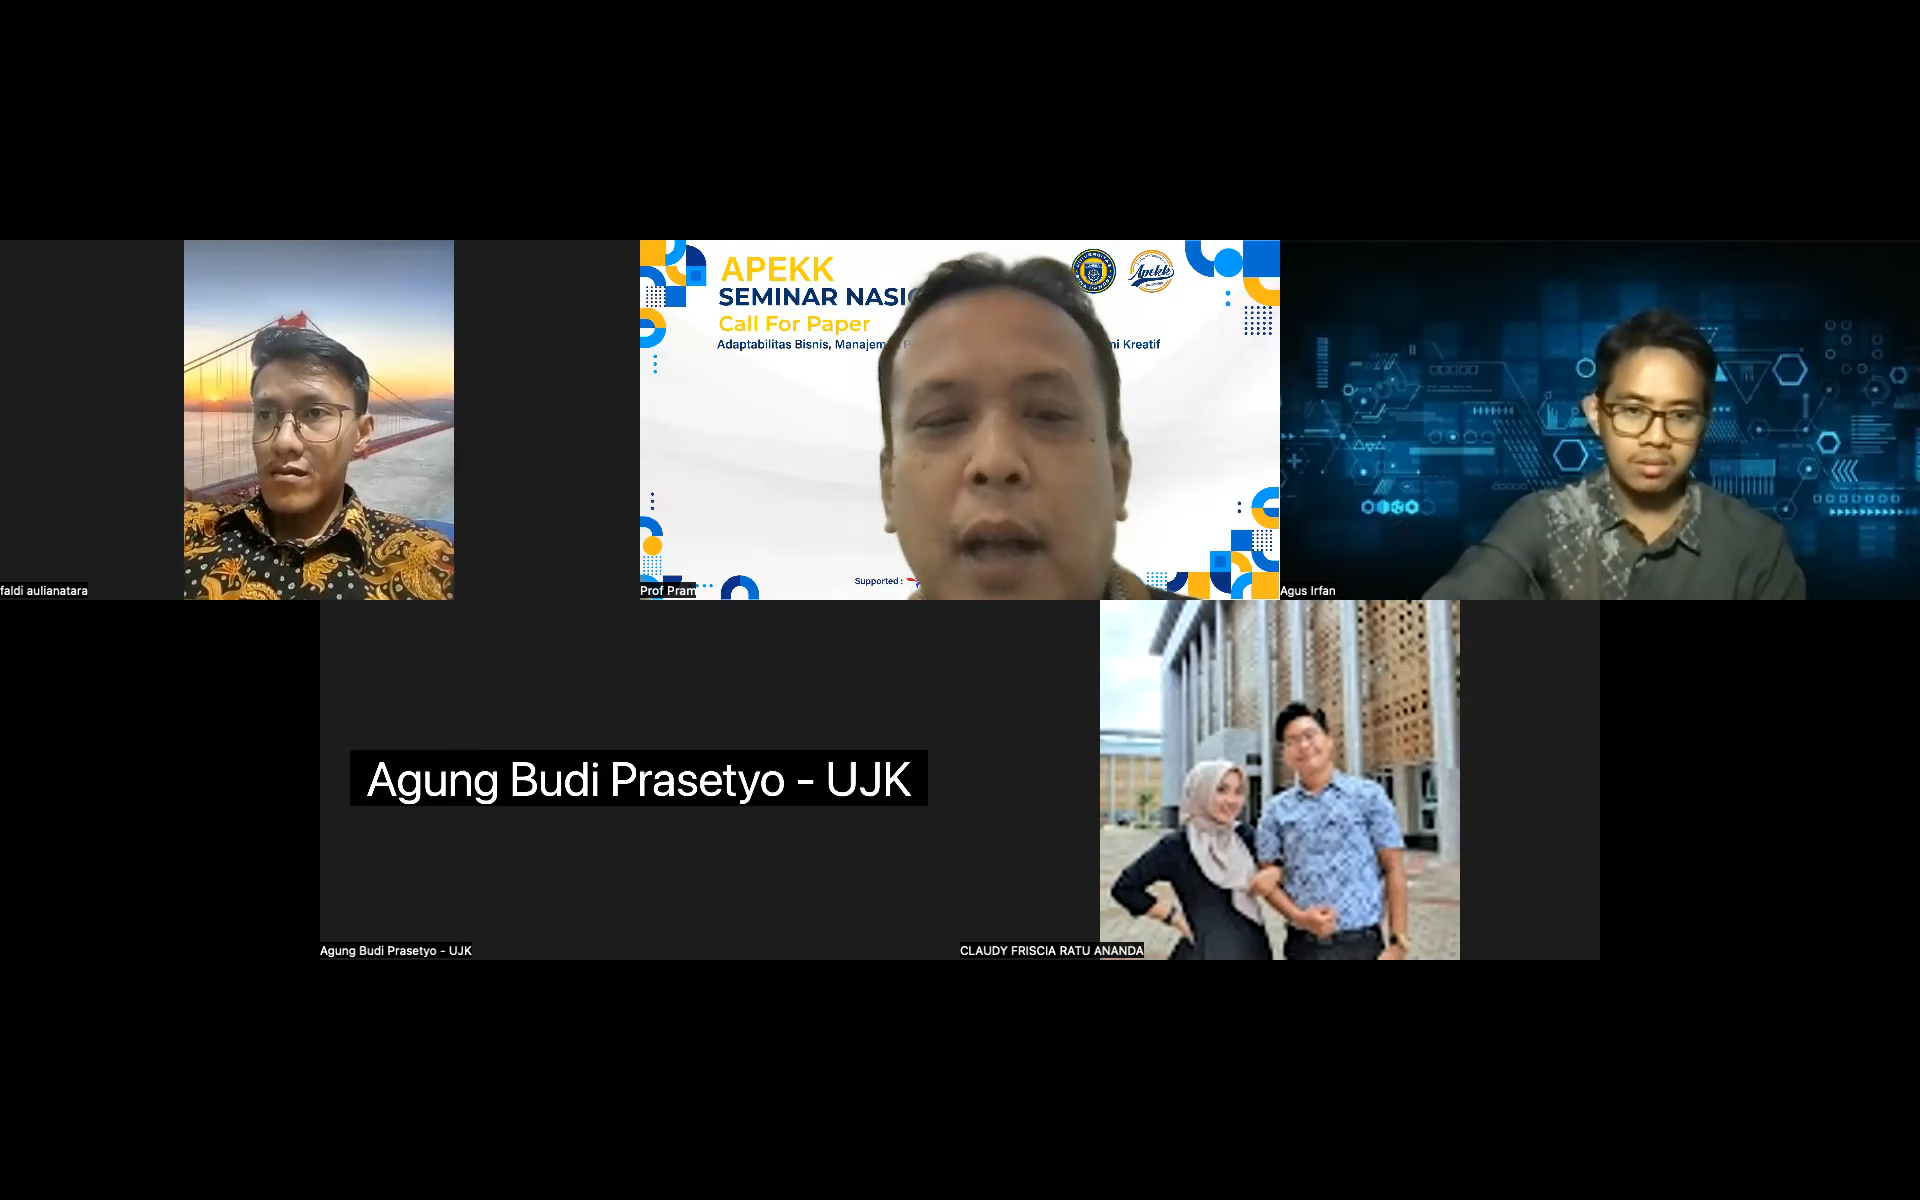 APEKK
SEMINAR NASI
Call For Paper
Adaptabilitas Bisnis, Manajem
Kreatif
Apekk
Supported :
faldi aulianatara
Prof Pram
Agus Irfan
Agung Budi Prasetyo - UJK
Agung Budi Prasetyo - UJK
CLAUDY FRISCIA RATU ANANDA